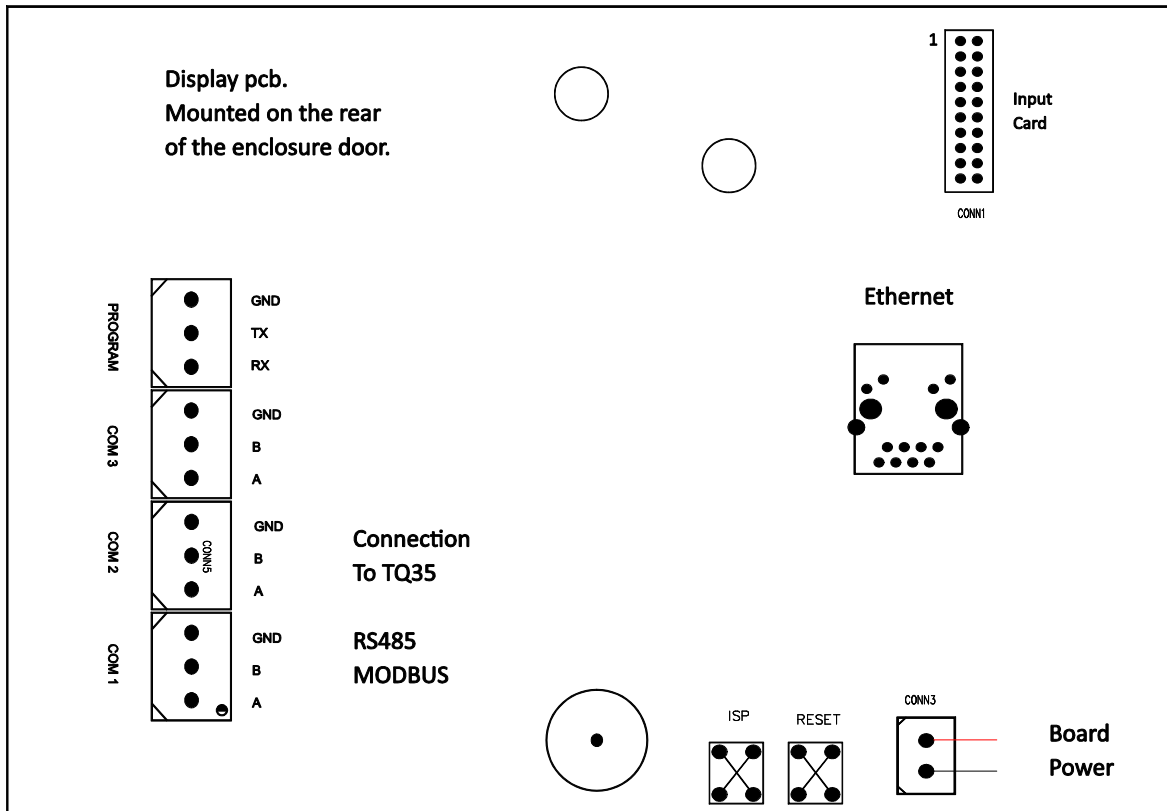 Display pcb.
Mounted on the rear
of the enclosure door.
1
Input
Card
CONN1
Ethernet
PROGRAM
GND
TX
RX
COM 3
GND
B
A
COM 2
GND
B
A
CONN5
Connection
To TQ35
COM 1
GND
B
A
RS485
MODBUS
ISP
RESET
CONN3
Board
Power